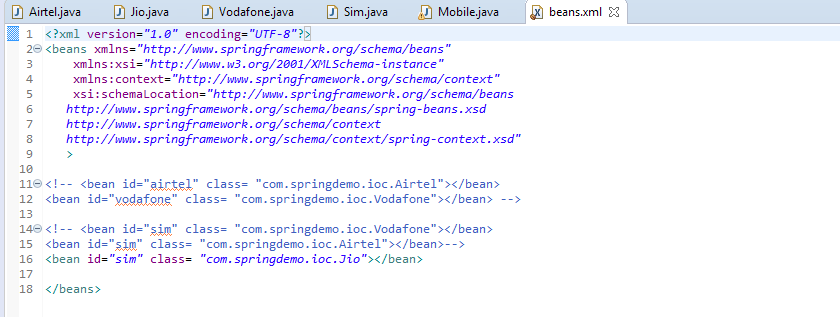 Airtel.java Jio.java Vodafone.java Sim.java Mobile.java beans.xml
1 <?xml version="1.0" encoding="UTF-8"?>
2 <beans xmlns="http://www.springframework.org/schema/beans"
3 xmlns:xsi="http://www.w3.org/2001/XMLSchema-instance"
4 xmlns:context="http://www.springframework.org/schema/context"
5 xsi:schemaLocation="http://www.springframework.org/schema/beans
6 http://www.springframework.org/schema/beans/spring-beans.xsd
7 http://www.springframework.org/schema/context
8 http://www.springframework.org/schema/context/spring-context.xsd"
9 >
10
11 <!-- <bean id="airtel" class= "com.springdemo.ioc.Airtel"></bean>
12 <bean id="vodafone" class= "com.springdemo.ioc.Vodafone"></bean> -->
13
14 <!-- <bean id="sim" class= "com.springdemo.ioc.Vodafone"></bean>
15 <bean id="sim" class= "com.springdemo.ioc.Airtel"></bean>-->
16 <bean id="sim" class= "com.springdemo.ioc.Jio"></bean>
17
18 </beans>